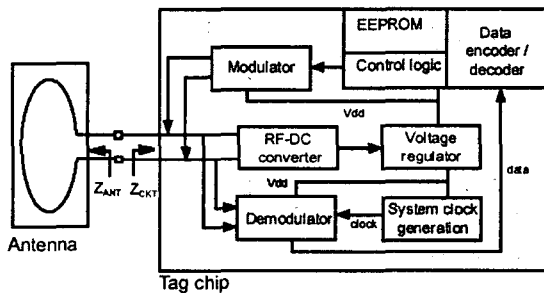 EEPROM
Data
encoder /
decoder
Modulator
Control logic
Vdd
RF-DC
converter
Voltage
regulator
data
Z_ANT
Z_CKT
Vdd
Demodulator
clock
System clock
generation
Antenna
Tag chip